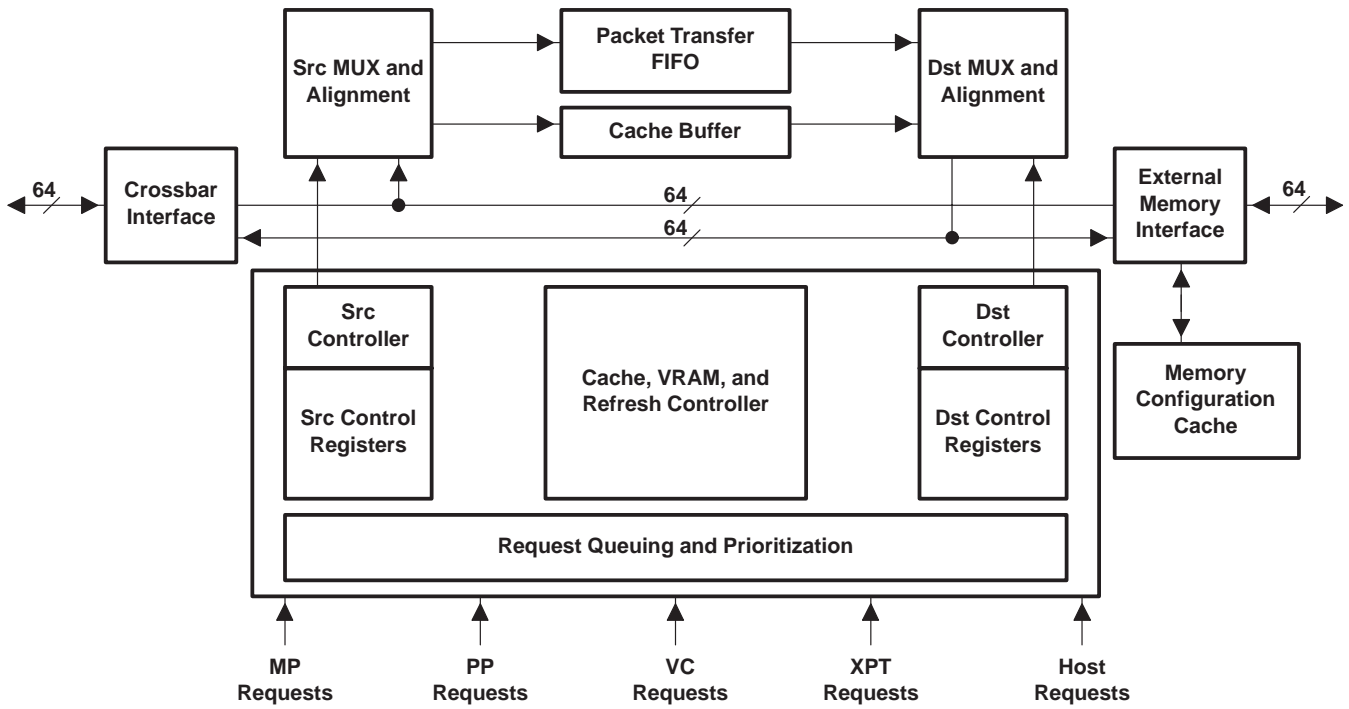 Src MUX and
Alignment
Packet Transfer
FIFO
Cache Buffer
Dst MUX and
Alignment
64
Crossbar
Interface
64
64
External
Memory
Interface
64
Src
Controller
Src Control
Registers
Cache, VRAM, and
Refresh Controller
Dst
Controller
Dst Control
Registers
Memory
Configuration
Cache
Request Queuing and Prioritization
MP
Requests
PP
Requests
VC
Requests
XPT
Requests
Host
Requests